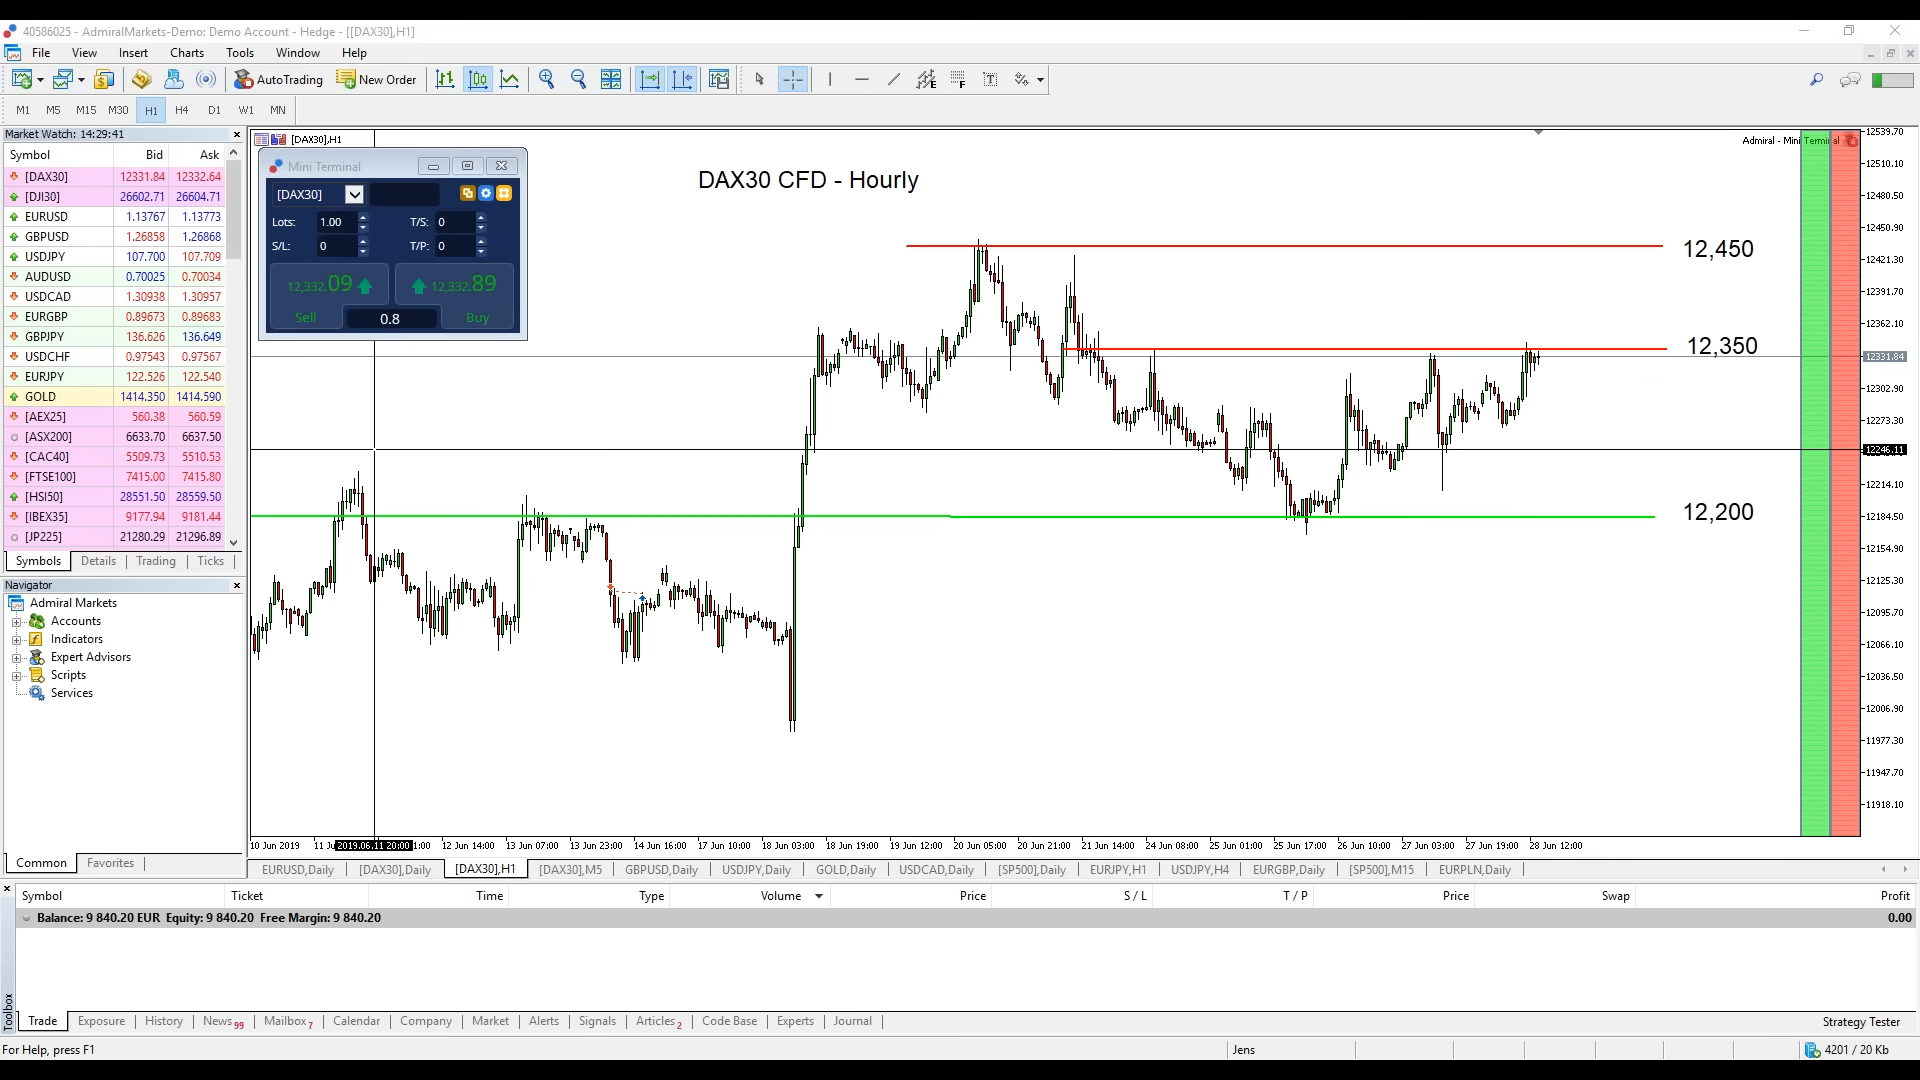 40586025 - AdmiralMarkets-Demo: Demo Account - Hedge - [[DAX30],H1]
File View Insert Charts Tools Window Help
AutoTrading New Order
M1 M5 M15 M30 H1 H4 D1 W1 MN
Market Watch: 14:29:41
Symbol Bid Ask
[DAX30] 12331.84 12332.64
[DJI30] 26602.71 26604.71
EURUSD 1.13767 1.13773
GBPUSD 1.26858 1.26868
USDJPY 107.700 107.709
AUDUSD 0.70025 0.70034
USDCAD 1.30938 1.30957
EURGBP 0.89673 0.89683
GBPJPY 136.626 136.649
USDCHF 0.97543 0.97567
EURJPY 122.526 122.540
GOLD 1414.350 1414.590
[AEX25] 560.38 560.59
[ASX200] 6633.70 6637.50
[CAC40] 5509.73 5510.53
[FTSE100] 7415.00 7415.80
[HSI50] 28551.50 28559.50
[IBEX35] 9177.94 9181.44
[JP225] 21280.29 21296.89
Symbols Details Trading Ticks
Navigator
Admiral Markets
Accounts
Indicators
Expert Advisors
Scripts
Services
Common Favorites
[DAX30],H1
Mini Terminal
[DAX30]
Lots: 1.00 T/S: 0
S/L: 0 T/P: 0
12,332.09 12,332.89
Sell 0.8 Buy
DAX30 CFD - Hourly
Admiral - Mini Terminal
12,450
12,350
12,200
12539.70
12510.10
12480.50
12450.90
12421.30
12391.70
12362.10
12331.84
12302.90
12273.30
12246.11
12214.10
12184.50
12154.90
12125.30
12095.70
12066.10
12036.50
12006.90
11977.30
11947.70
11918.10
10 Jun 2019 11 Ju 2019.06.11 20:00 1:00 12 Jun 14:00 13 Jun 07:00 13 Jun 23:00 14 Jun 16:00 17 Jun 10:00 18 Jun 03:00 18 Jun 19:00 19 Jun 12:00 20 Jun 05:00 20 Jun 21:00 21 Jun 14:00 24 Jun 08:00 25 Jun 01:00 25 Jun 17:00 26 Jun 10:00 27 Jun 03:00 27 Jun 19:00 28 Jun 12:00
EURUSD,Daily [DAX30],Daily [DAX30],H1 [DAX30],M5 GBPUSD,Daily USDJPY,Daily GOLD,Daily USDCAD,Daily [SP500],Daily EURJPY,H1 USDJPY,H4 EURGBP,Daily [SP500],M15 EURPLN,Daily
Symbol Ticket Time Type Volume Price S / L T / P Price Swap Profit
Balance: 9 840.20 EUR Equity: 9 840.20 Free Margin: 9 840.20 0.00
Toolbox
Trade Exposure History News 99 Mailbox 7 Calendar Company Market Alerts Signals Articles 2 Code Base Experts Journal Strategy Tester
For Help, press F1 Jens 4201 / 20 Kb